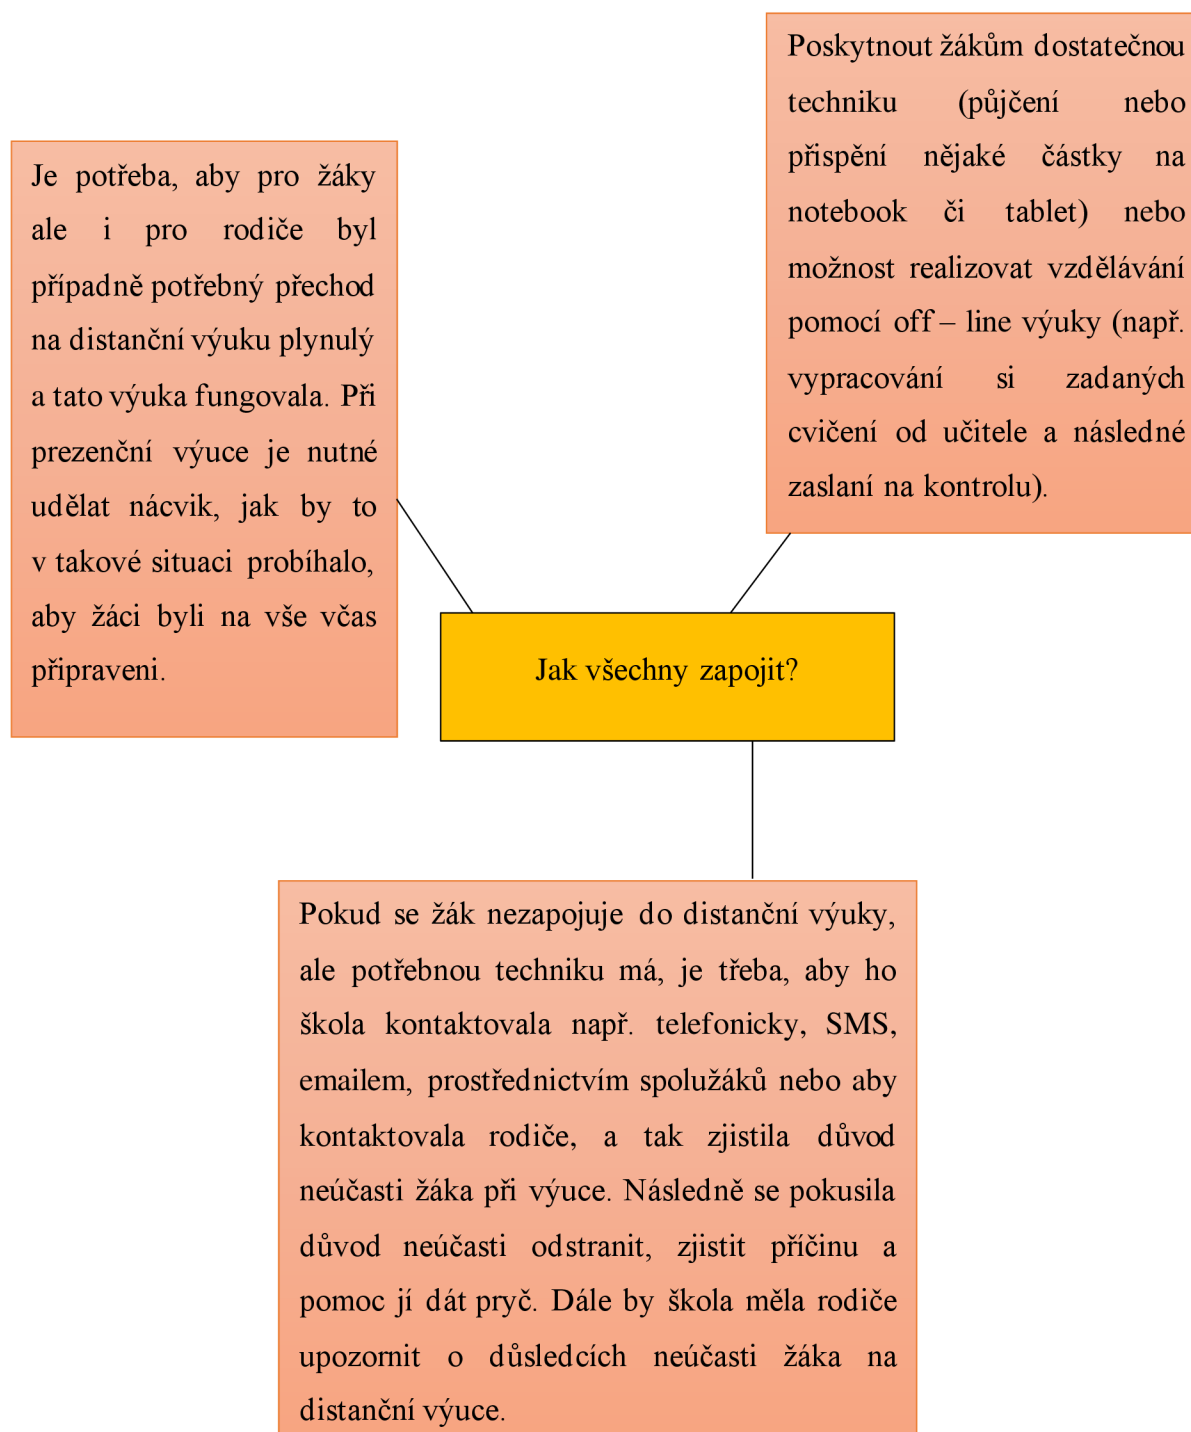 Poskytnout žákům dostatečnou
techniku (půjčení nebo
přispění nějaké částky na
notebook či tablet) nebo
možnost realizovat vzdělávání
pomocí off – line výuky (např.
vypracování si zadaných
cvičení od učitele a následné
zaslaní na kontrolu).
Je potřeba, aby pro žáky
ale i pro rodiče byl
případně potřebný přechod
na distanční výuku plynulý
a tato výuka fungovala. Při
prezenční výuce je nutné
udělat nácvik, jak by to
v takové situaci probíhalo,
aby žáci byli na vše včas
připraveni.
Jak všechny zapojit?
Pokud se žák nezapojuje do distanční výuky,
ale potřebnou techniku má, je třeba, aby ho
škola kontaktovala např. telefonicky, SMS,
emailem, prostřednictvím spolužáků nebo aby
kontaktovala rodiče, a tak zjistila důvod
neúčasti žáka při výuce. Následně se pokusila
důvod neúčasti odstranit, zjistit příčinu a
pomoc jí dát pryč. Dále by škola měla rodiče
upozornit o důsledcích neúčasti žáka na
distanční výuce.